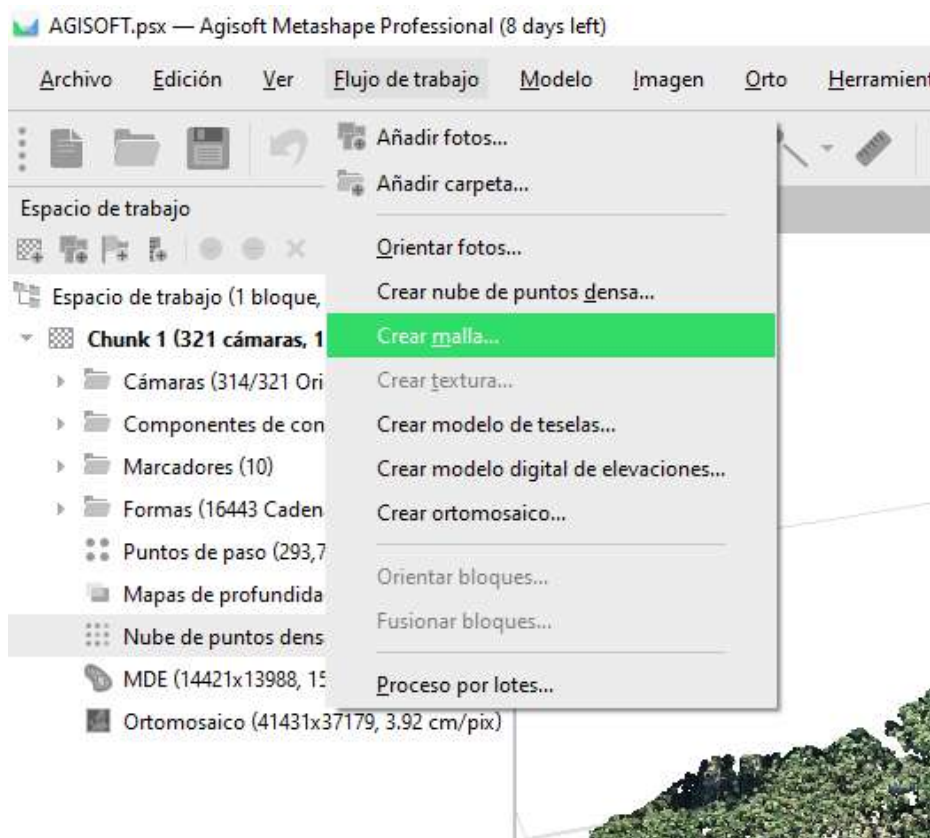 AGISOFT.psx — Agisoft Metashape Professional (8 days left)
Archivo Edición Ver Flujo de trabajo Modelo Imagen Orto Herramient
Añadir fotos...
Añadir carpeta...
Orientar fotos...
Crear nube de puntos densa...
Crear malla...
Crear textura...
Crear modelo de teselas...
Crear modelo digital de elevaciones...
Crear ortomosaico...
Orientar bloques...
Fusionar bloques...
Proceso por lotes...
Espacio de trabajo
Espacio de trabajo (1 bloque,
Chunk 1 (321 cámaras, 1
Cámaras (314/321 Ori
Componentes de con
Marcadores (10)
Formas (16443 Caden
Puntos de paso (293,7
Mapas de profundida
Nube de puntos dens
MDE (14421x13988, 15
Ortomosaico (41431x37179, 3.92 cm/pix)